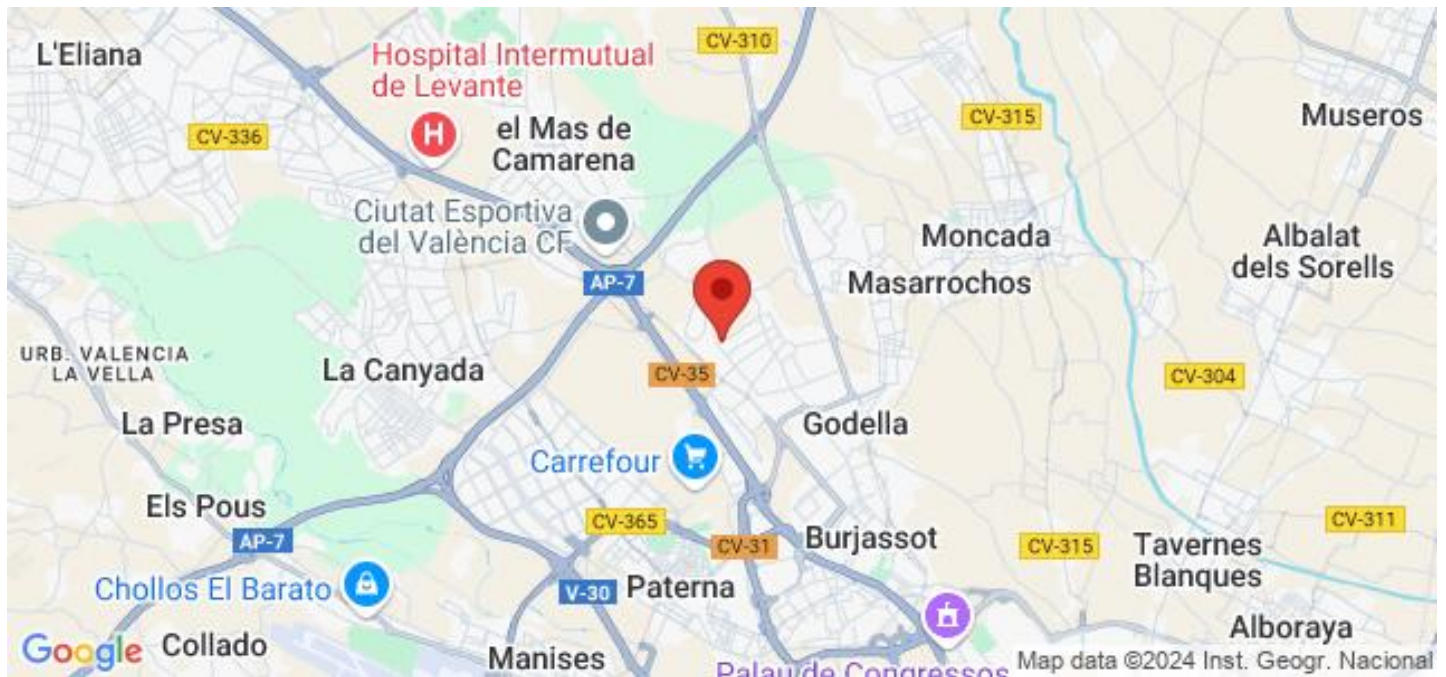 L'Eliana
Hospital Intermutual
de Levante
CV-310
CV-315
Museros
CV-336
H
el Mas de
Camarena
Ciutat Esportiva
del València CF
AP-7
Moncada
Masarrochos
Albalat
dels Sorells
URB. VALENCIA
LA VELLA
La Canyada
CV-35
CV-304
La Presa
Godella
Carrefour
Els Pous
AP-7
CV-365
CV-31
Burjassot
CV-315
CV-311
Tavernes
Blanques
Chollos El Barato
V-30
Paterna
Alboraya
Google
Collado
Manises
Palau de Congressos
Map data ©2024 Inst. Geogr. Nacional